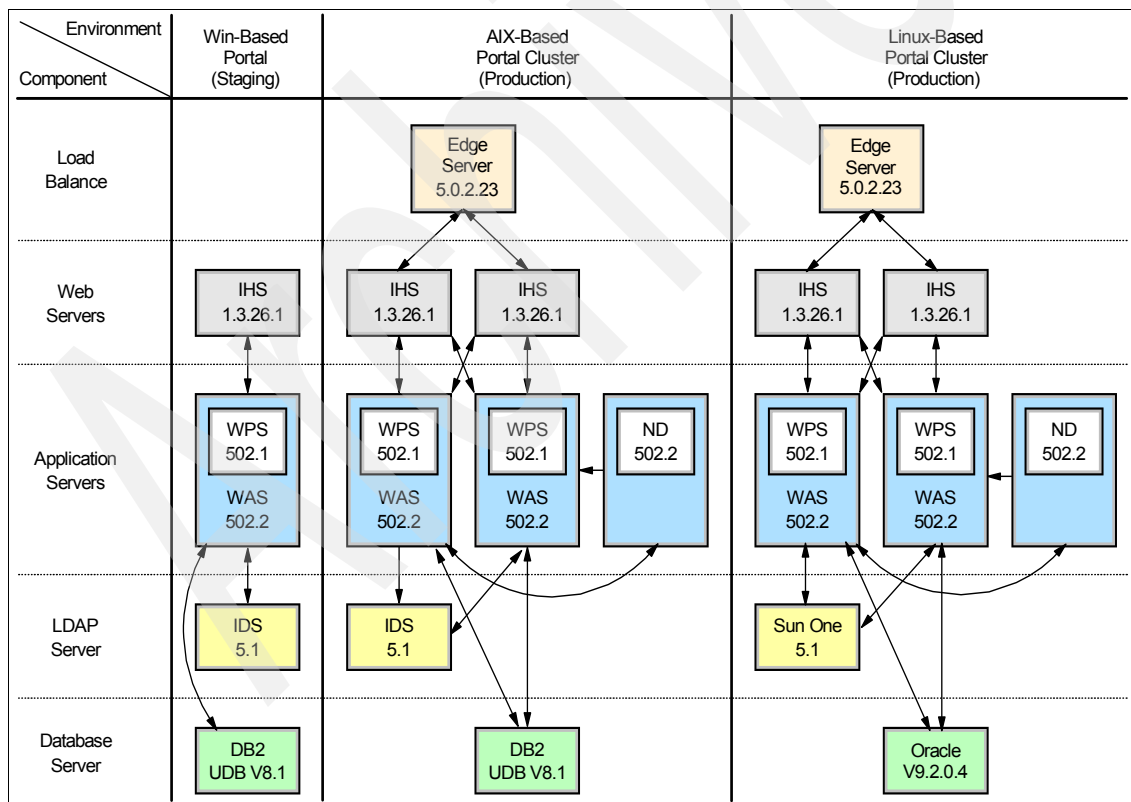 Environment
Component
Win-Based
Portal
(Staging)
AIX-Based
Portal Cluster
(Production)
Linux-Based
Portal Cluster
(Production)
Load
Balance
Edge
Server
5.0.2.23
Edge
Server
5.0.2.23
Web
Servers
IHS
1.3.26.1
IHS
1.3.26.1
IHS
1.3.26.1
IHS
1.3.26.1
IHS
1.3.26.1
Application
Servers
WPS
502.1
WAS
502.2
WPS
502.1
WAS
502.2
WPS
502.1
WAS
502.2
ND
502.2
WPS
502.1
WAS
502.2
WPS
502.1
WAS
502.2
ND
502.2
LDAP
Server
IDS
5.1
IDS
5.1
Sun One
5.1
Database
Server
DB2
UDB V8.1
DB2
UDB V8.1
Oracle
V9.2.0.4